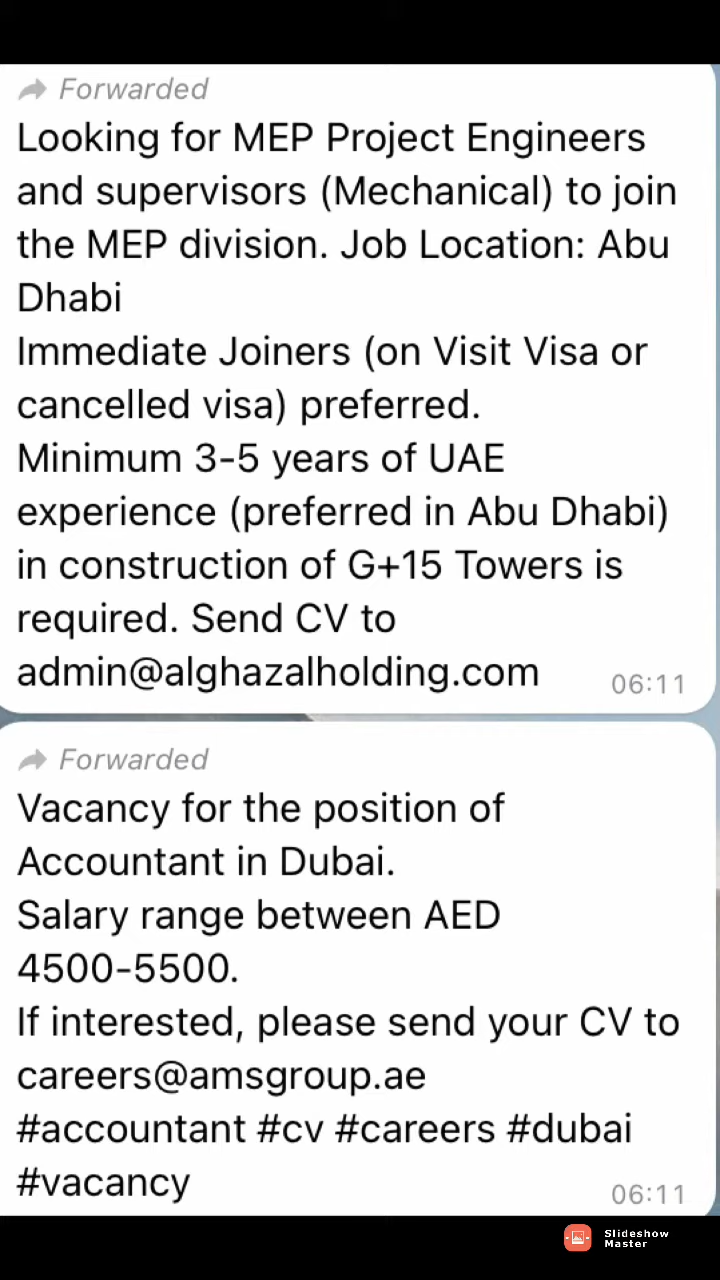 Forwarded
Looking for MEP Project Engineers
and supervisors (Mechanical) to join
the MEP division. Job Location: Abu
Dhabi
Immediate Joiners (on Visit Visa or
cancelled visa) preferred.
Minimum 3-5 years of UAE
experience (preferred in Abu Dhabi)
in construction of G+15 Towers is
required. Send CV to
admin@alghazalholding.com
06:11
Forwarded
Vacancy for the position of
Accountant in Dubai.
Salary range between AED
4500-5500.
If interested, please send your CV to
careers@amsgroup.ae
#accountant #cv #careers #dubai
#vacancy
06:11
Slideshow
Master